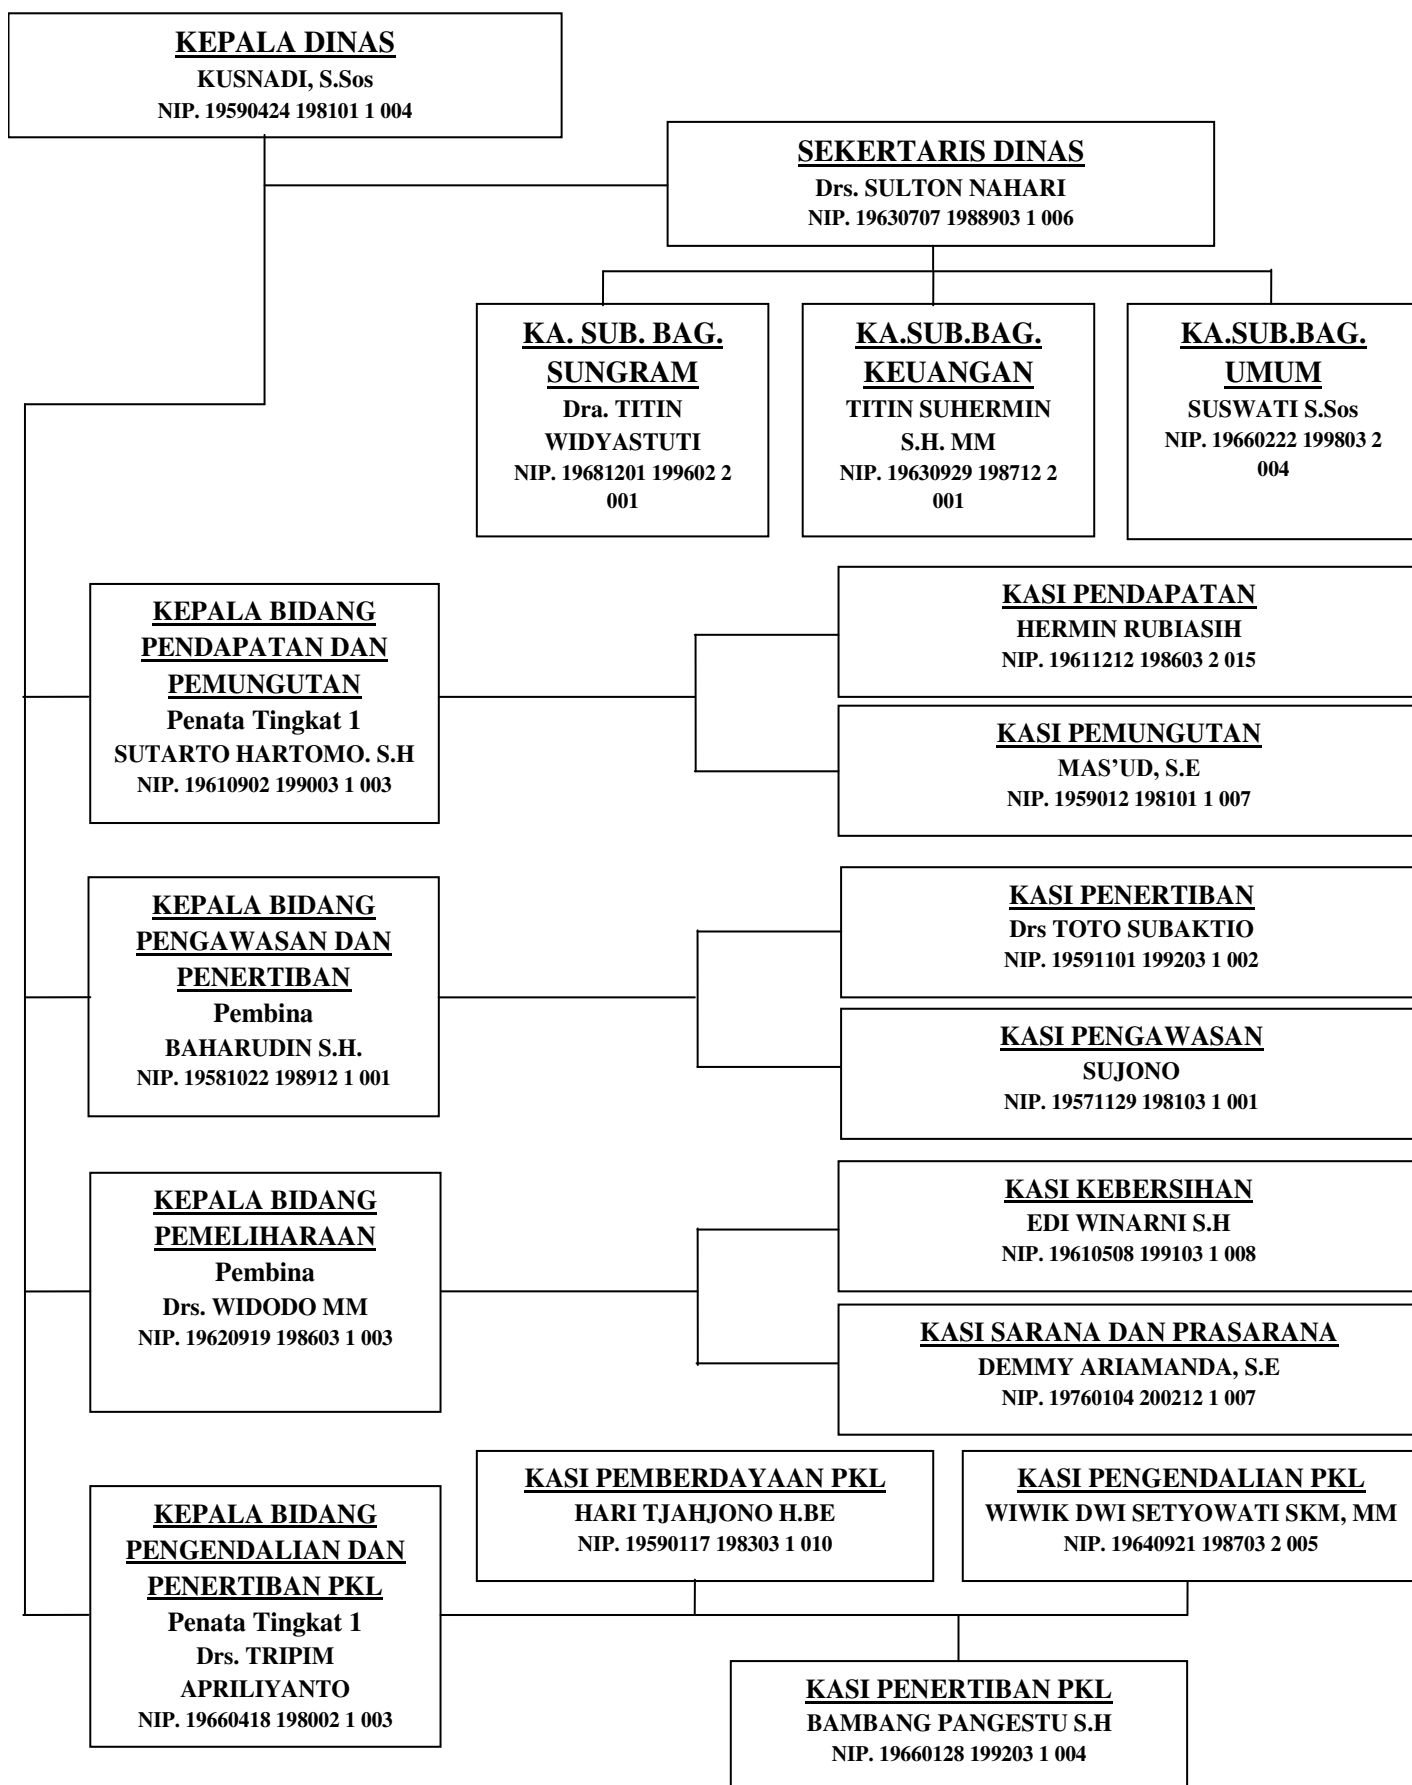 KEPALA DINAS
KUSNADI, S.Sos
NIP. 19590424 198101 1 004
SEKERTARIS DINAS
Drs. SULTON NAHARI
NIP. 19630707 1988903 1 006
KA. SUB. BAG.
SUNGRAM
Dra. TITIN
WIDYASTUTI
NIP. 19681201 199602 2
001
KA.SUB.BAG.
KEUANGAN
TITIN SUHERMIN
S.H. MM
NIP. 19630929 198712 2
001
KA.SUB.BAG.
UMUM
SUSWATI S.Sos
NIP. 19660222 199803 2
004
KEPALA BIDANG
PENDAPATAN DAN
PEMUNGUTAN
Penata Tingkat 1
SUTARTO HARTOMO. S.H
NIP. 19610902 199003 1 003
KASI PENDAPATAN
HERMIN RUBIASIH
NIP. 19611212 198603 2 015
KASI PEMUNGUTAN
MAS’UD, S.E
NIP. 1959012 198101 1 007
KEPALA BIDANG
PENGAWASAN DAN
PENERTIBAN
Pembina
BAHARUDIN S.H.
NIP. 19581022 198912 1 001
KASI PENERTIBAN
Drs TOTO SUBAKTIO
NIP. 19591101 199203 1 002
KASI PENGAWASAN
SUJONO
NIP. 19571129 198103 1 001
KEPALA BIDANG
PEMELIHARAAN
Pembina
Drs. WIDODO MM
NIP. 19620919 198603 1 003
KASI KEBERSIHAN
EDI WINARNI S.H
NIP. 19610508 199103 1 008
KASI SARANA DAN PRASARANA
DEMMY ARIAMANDA, S.E
NIP. 19760104 200212 1 007
KEPALA BIDANG
PENGENDALIAN DAN
PENERTIBAN PKL
Penata Tingkat 1
Drs. TRIPIM
APRILIYANTO
NIP. 19660418 198002 1 003
KASI PEMBERDAYAAN PKL
HARI TJAHJONO H.BE
NIP. 19590117 198303 1 010
KASI PENGENDALIAN PKL
WIWIK DWI SETYOWATI SKM, MM
NIP. 19640921 198703 2 005
KASI PENERTIBAN PKL
BAMBANG PANGESTU S.H
NIP. 19660128 199203 1 004